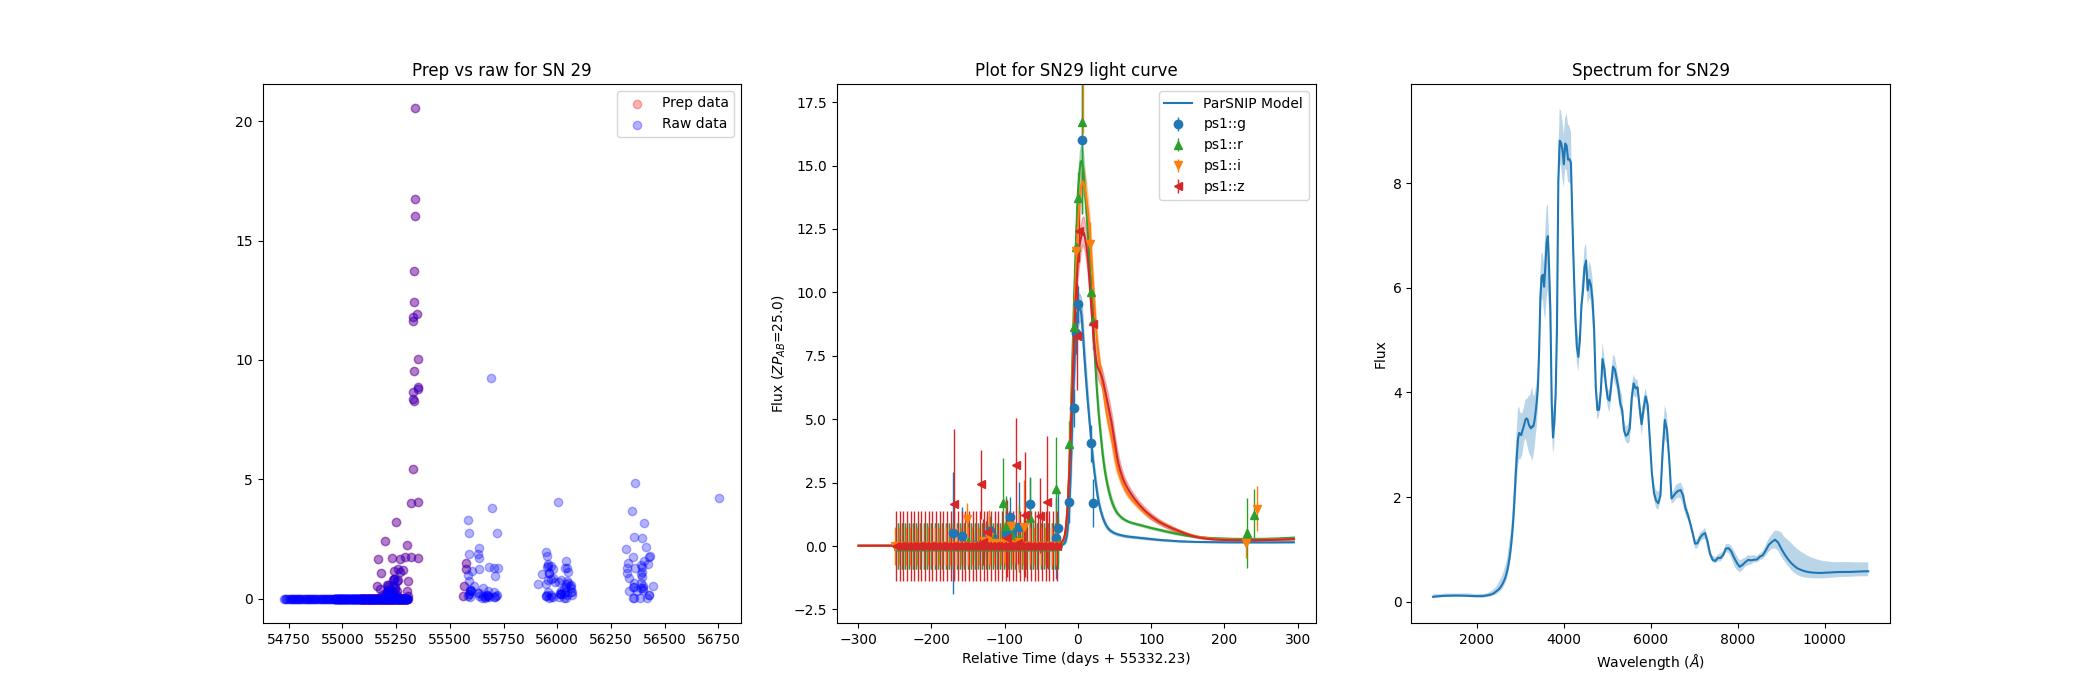 Prep vs raw for SN 29
Prep data
Raw data
20
15
10
5
0
54750 55000 55250 55500 55750 56000 56250 56500 56750
Plot for SN29 light curve
ParSNIP Model
ps1::g
ps1::r
ps1::i
ps1::z
Flux (ZP_AB=25.0)
17.5
15.0
12.5
10.0
7.5
5.0
2.5
0.0
−2.5
−300 −200 −100 0 100 200 300
Relative Time (days + 55332.23)
Spectrum for SN29
Flux
8
6
4
2
0
2000 4000 6000 8000 10000
Wavelength (Å)